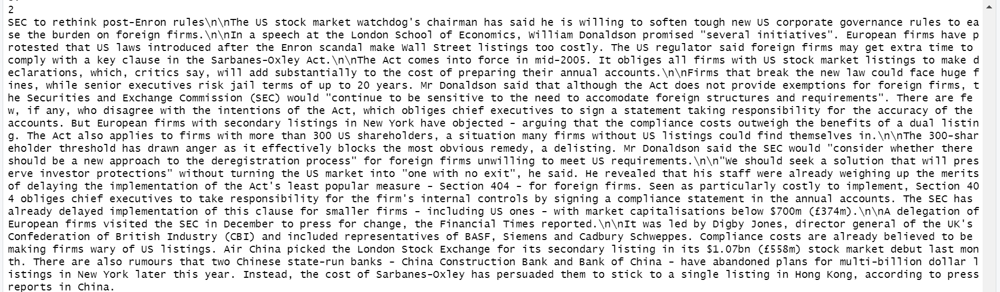 2
SEC to rethink post-Enron rules\n\nThe US stock market watchdog's chairman has said he is willing to soften tough new US corporate governance rules to ea
se the burden on foreign firms.\n\nIn a speech at the London School of Economics, William Donaldson promised "several initiatives". European firms have p
rotested that US laws introduced after the Enron scandal make Wall Street listings too costly. The US regulator said foreign firms may get extra time to
comply with a key clause in the Sarbanes-Oxley Act.\n\nThe Act comes into force in mid-2005. It obliges all firms with US stock market listings to make d
eclarations, which, critics say, will add substantially to the cost of preparing their annual accounts.\n\nFirms that break the new law could face huge f
ines, while senior executives risk jail terms of up to 20 years. Mr Donaldson said that although the Act does not provide exemptions for foreign firms, t
he Securities and Exchange Commission (SEC) would "continue to be sensitive to the need to accomodate foreign structures and requirements". There are fe
w, if any, who disagree with the intentions of the Act, which obliges chief executives to sign a statement taking responsibility for the accuracy of the
accounts. But European firms with secondary listings in New York have objected - arguing that the compliance costs outweigh the benefits of a dual listin
g. The Act also applies to firms with more than 300 US shareholders, a situation many firms without US listings could find themselves in.\n\nThe 300-shar
eholder threshold has drawn anger as it effectively blocks the most obvious remedy, a delisting. Mr Donaldson said the SEC would "consider whether there
should be a new approach to the deregistration process" for foreign firms unwilling to meet US requirements.\n\n"We should seek a solution that will pres
erve investor protections" without turning the US market into "one with no exit", he said. He revealed that his staff were already weighing up the merits
of delaying the implementation of the Act's least popular measure - Section 404 - for foreign firms. Seen as particularly costly to implement, Section 40
4 obliges chief executives to take responsibility for the firm's internal controls by signing a compliance statement in the annual accounts. The SEC has
already delayed implementation of this clause for smaller firms - including US ones - with market capitalisations below $700m (£374m).\n\nA delegation of
European firms visited the SEC in December to press for change, the Financial Times reported.\n\nIt was led by Digby Jones, director general of the UK's
Confederation of British Industry (CBI) and included representatives of BASF, Siemens and Cadbury Schweppes. Compliance costs are already believed to be
making firms wary of US listings. Air China picked the London Stock Exchange for its secondary listing in its $1.07bn (£558m) stock market debut last mon
th. There are also rumours that two Chinese state-run banks - China Construction Bank and Bank of China - have abandoned plans for multi-billion dollar l
istings in New York later this year. Instead, the cost of Sarbanes-Oxley has persuaded them to stick to a single listing in Hong Kong, according to press
reports in China.